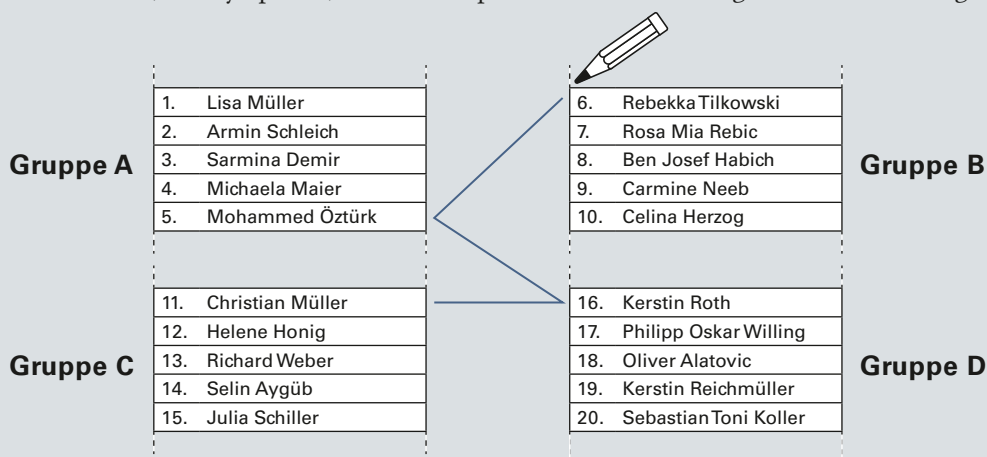 Gruppe A
1. Lisa Müller
2. Armin Schleich
3. Sarmina Demir
4. Michaela Maier
5. Mohammed Öztürk
Gruppe B
6. Rebekka Tilkowski
7. Rosa Mia Rebic
8. Ben Josef Habich
9. Carmine Neeb
10. Celina Herzog
Gruppe C
11. Christian Müller
12. Helene Honig
13. Richard Weber
14. Selin Aygüb
15. Julia Schiller
Gruppe D
16. Kerstin Roth
17. Philipp Oskar Willing
18. Oliver Alatovic
19. Kerstin Reichmüller
20. Sebastian Toni Koller